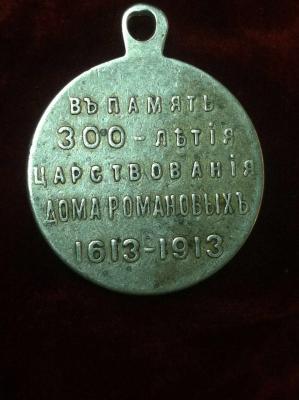 ВЪ ПАМЯТЬ
300-ЛѢТІЯ
ЦАРСТВОВАНІЯ
ДОМА РОМАНОВЫХЪ
1613-1913